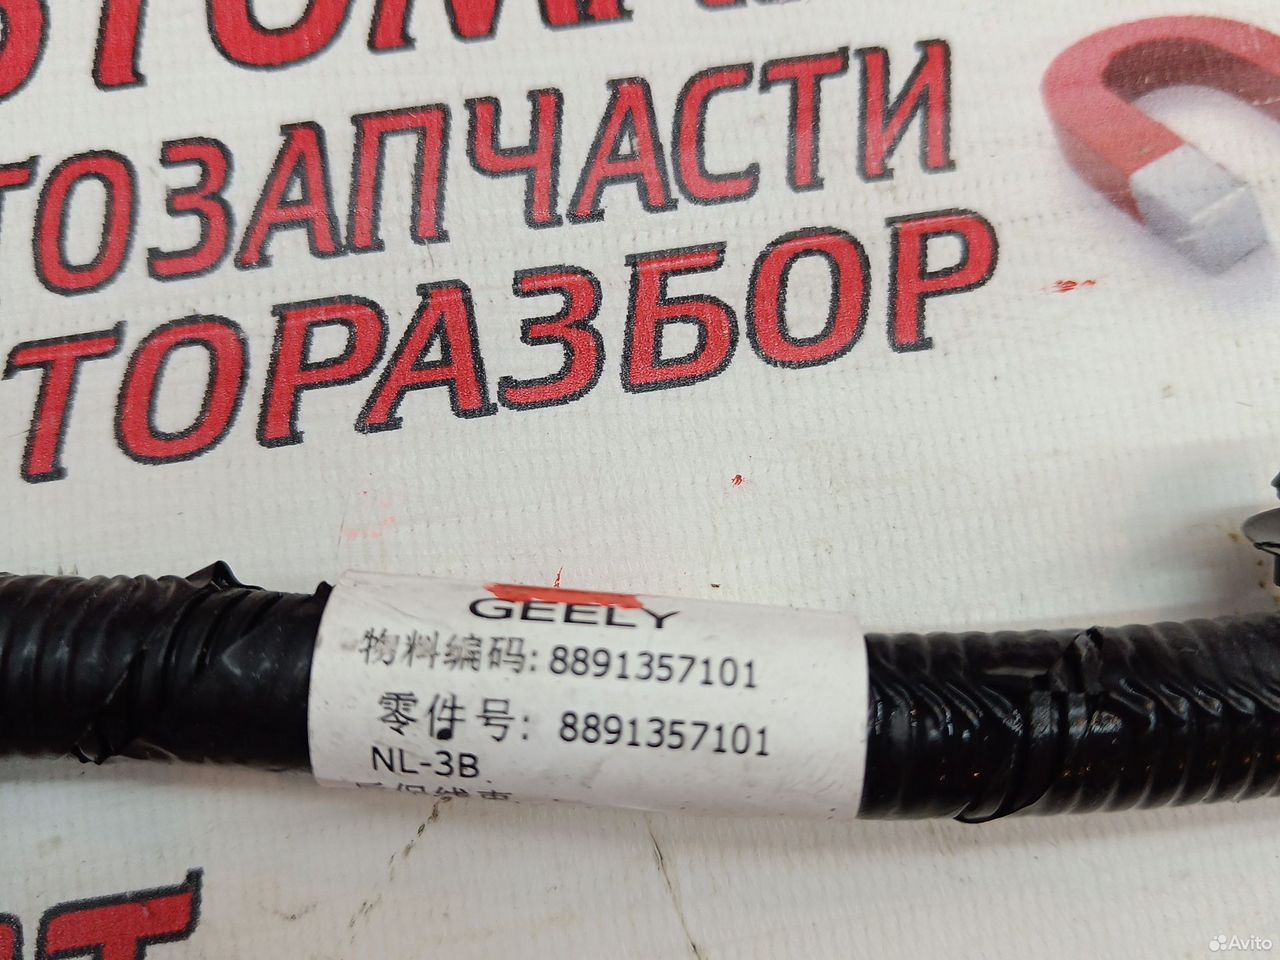 ТОЗАПЧАСТИ
ТОРАЗБОР
GEELY
物料编码: 8891357101
零件号: 8891357101
NL-3B
Avito